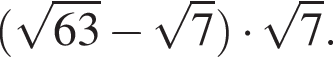 (√63 − √7) · √7.